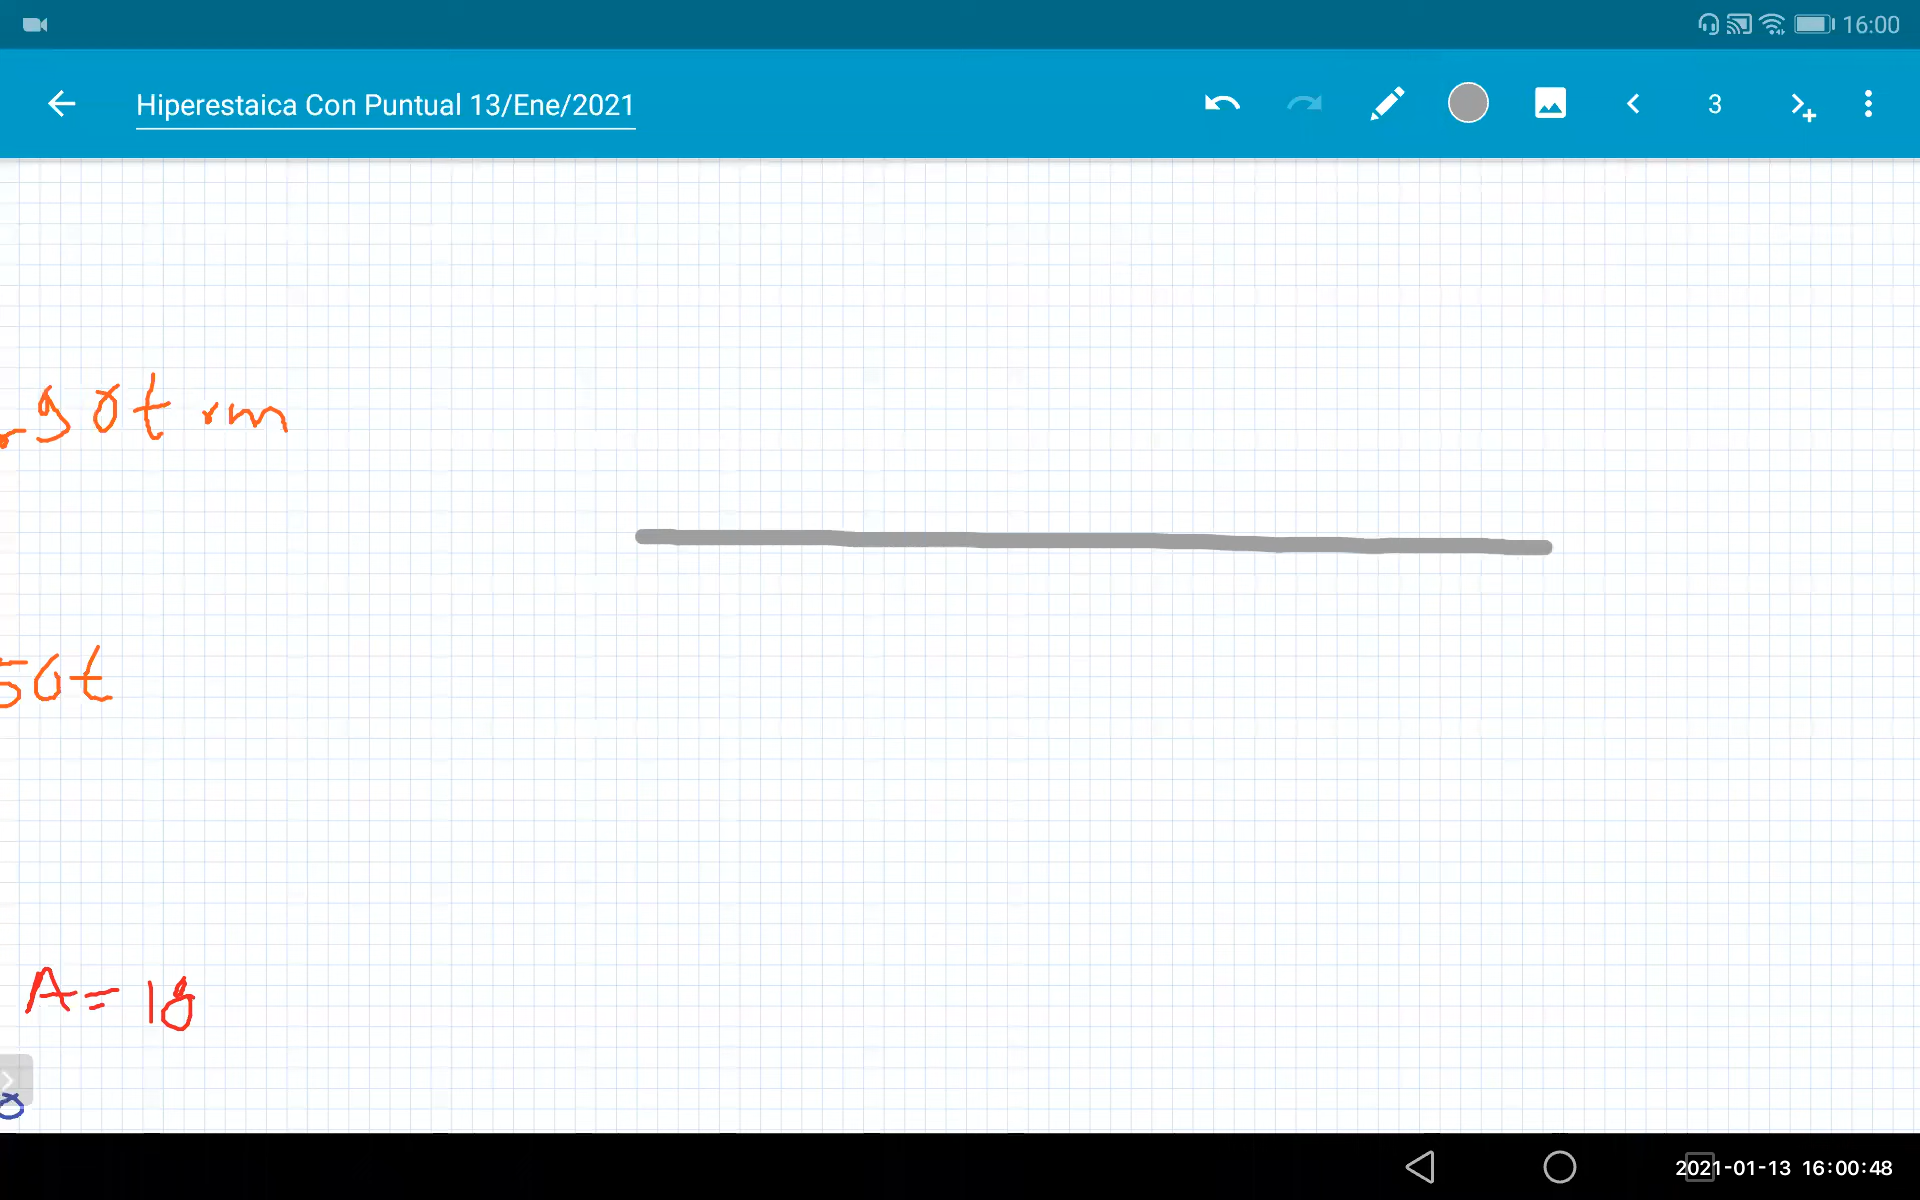 16:00
Hiperestaica Con Puntual 13/Ene/2021
3
90t
50t
A = 18
2021-01-13 16:00:48